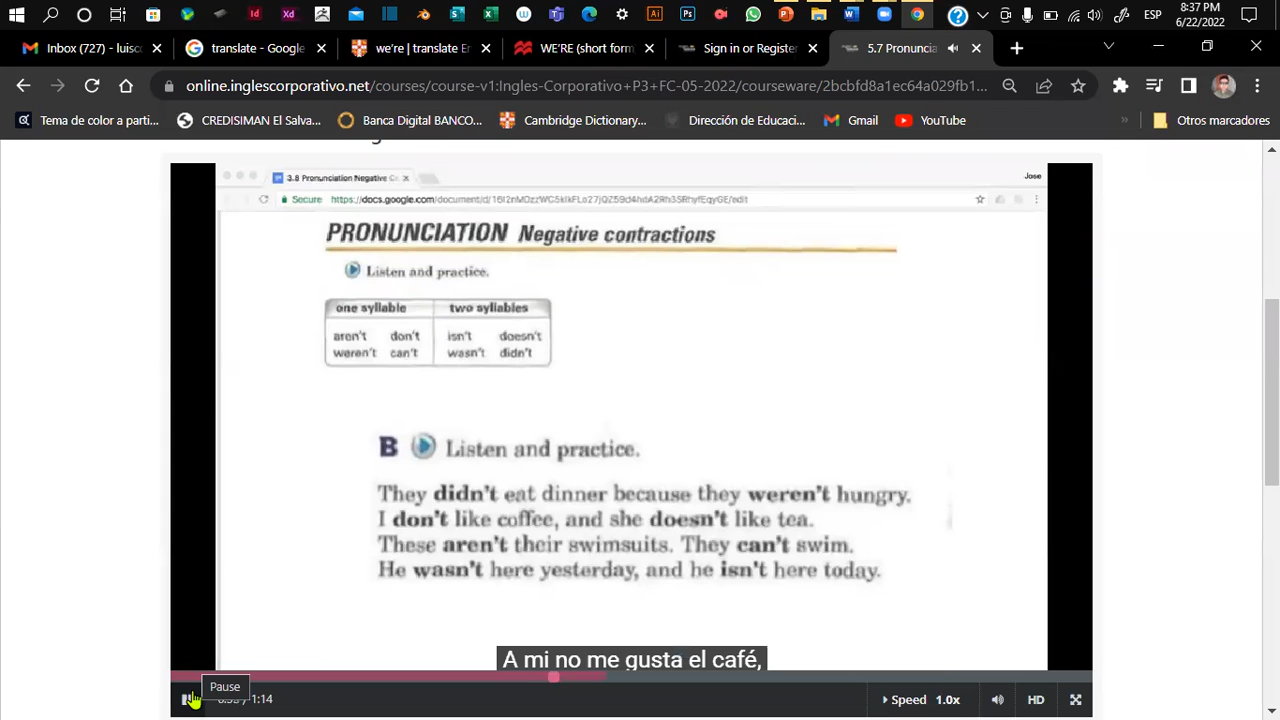 8:37 PM
ESP
6/22/2022
Inbox (727) - luisco
translate - Google
we're | translate En
WE'RE (short form
Sign in or Register
5.7 Pronuncia
online.inglescorporativo.net/courses/course-v1:Ingles-Corporativo+P3+FC-05-2022/courseware/2bcbfd8a1ec64a029fb1...
Tema de color a parti...
CREDISIMAN El Salva...
Banca Digital BANCO...
Cambridge Dictionary...
Dirección de Educaci...
Gmail
YouTube
Otros marcadores
3.8 Pronunciation Negative Co
Jose
Secure
PRONUNCIATION Negative contractions
Listen and practice.
one syllable two syllables
aren't don't isn't doesn't
weren't can't wasn't didn't
B Listen and practice.
They didn't eat dinner because they weren't hungry.
I don't like coffee, and she doesn't like tea.
These aren't their swimsuits. They can't swim.
He wasn't here yesterday, and he isn't here today.
A mi no me gusta el café,
Pause
/ 1:14
Speed 1.0x
HD